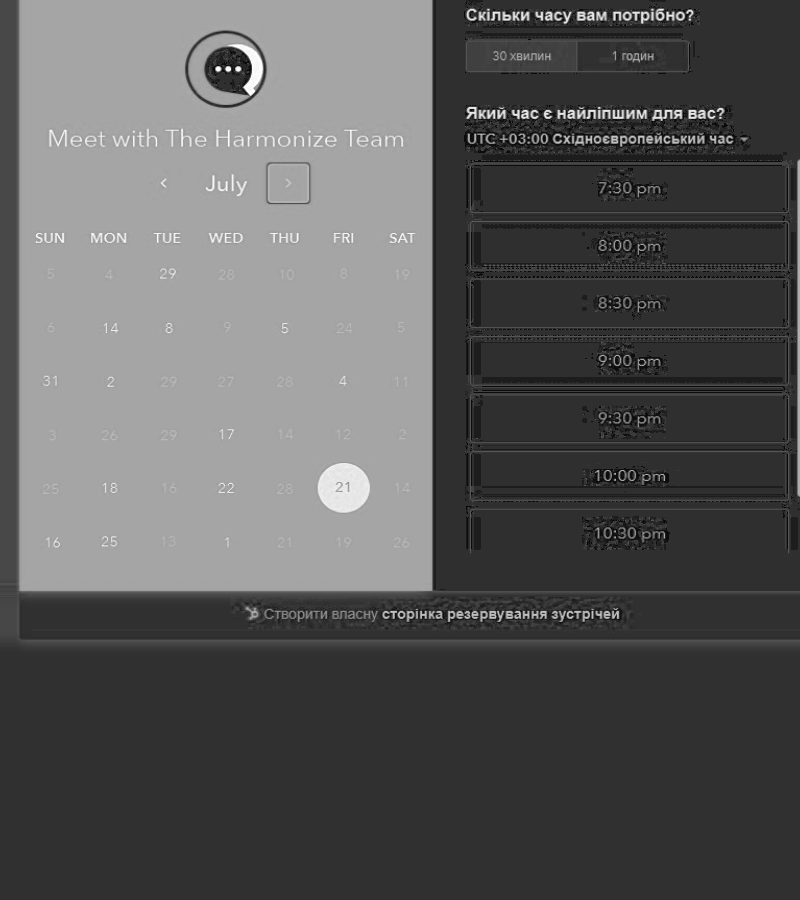 Meet with The Harmonize Team
July
SUN MON TUE WED THU FRI SAT
5 4 29 28 10 8 19
6 14 8 9 5 24 5
31 2 29 27 28 4 11
3 26 29 17 14 12 2
25 18 16 22 28 21 14
16 25 13 1 21 19 26
Скільки часу вам потрібно?
30 хвилин 1 годин
Який час є найліпшим для вас?
UTC +03:00 Східноєвропейський час
7:30 pm
8:00 pm
8:30 pm
9:00 pm
9:30 pm
10:00 pm
10:30 pm
Створити власну сторінка резервування зустрічей